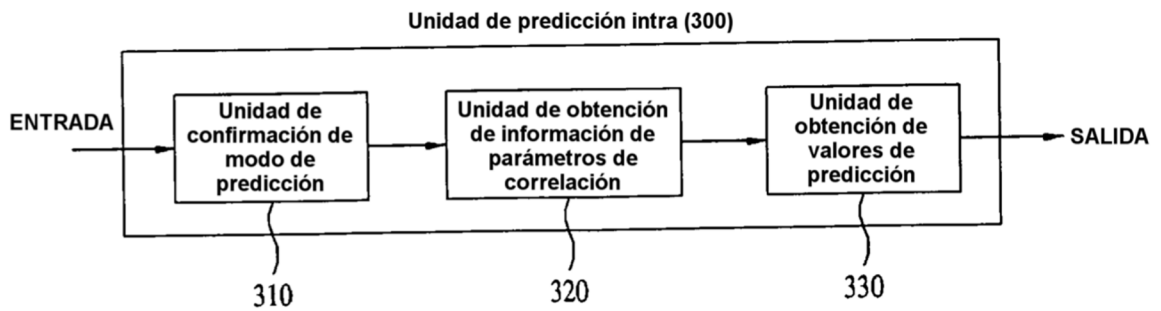 Unidad de predicción intra (300)
ENTRADA
Unidad de
confirmación de
modo de
predicción
Unidad de obtención
de información de
parámetros de
correlación
Unidad de
obtención de
valores de
predicción
SALIDA
310
320
330